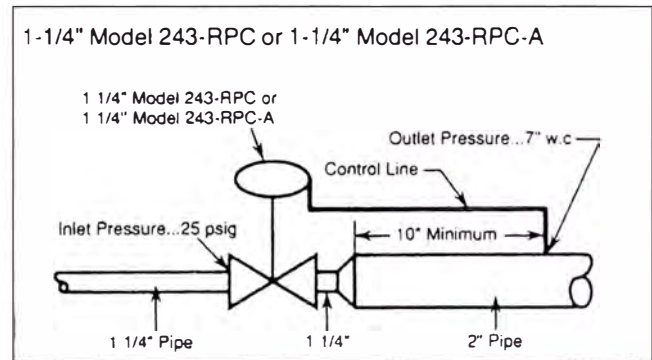 1-1/4" Model 243-RPC or 1-1/4" Model 243-RPC-A
1 1/4" Model 243-RPC or
1 1/4" Model 243-RPC-A
Outlet Pressure...7" w.c
Control Line
Inlet Pressure...25 psig
10" Minimum
1 1/4" Pipe
1 1/4"
2" Pipe